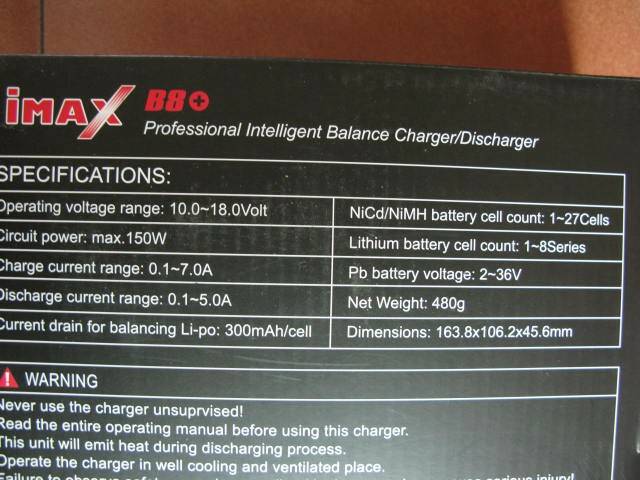 iMAX B8+
Professional Intelligent Balance Charger/Discharger
SPECIFICATIONS:
Operating voltage range: 10.0~18.0Volt
NiCd/NiMH battery cell count: 1~27Cells
Circuit power: max.150W
Lithium battery cell count: 1~8Series
Charge current range: 0.1~7.0A
Pb battery voltage: 2~36V
Discharge current range: 0.1~5.0A
Net Weight: 480g
Current drain for balancing Li-po: 300mAh/cell
Dimensions: 163.8x106.2x45.6mm
WARNING
Never use the charger unsuprvised!
Read the entire operating manual before using this charger.
This unit will emit heat during discharging process.
Operate the charger in well cooling and ventilated place.
Failure to observe serious injury!